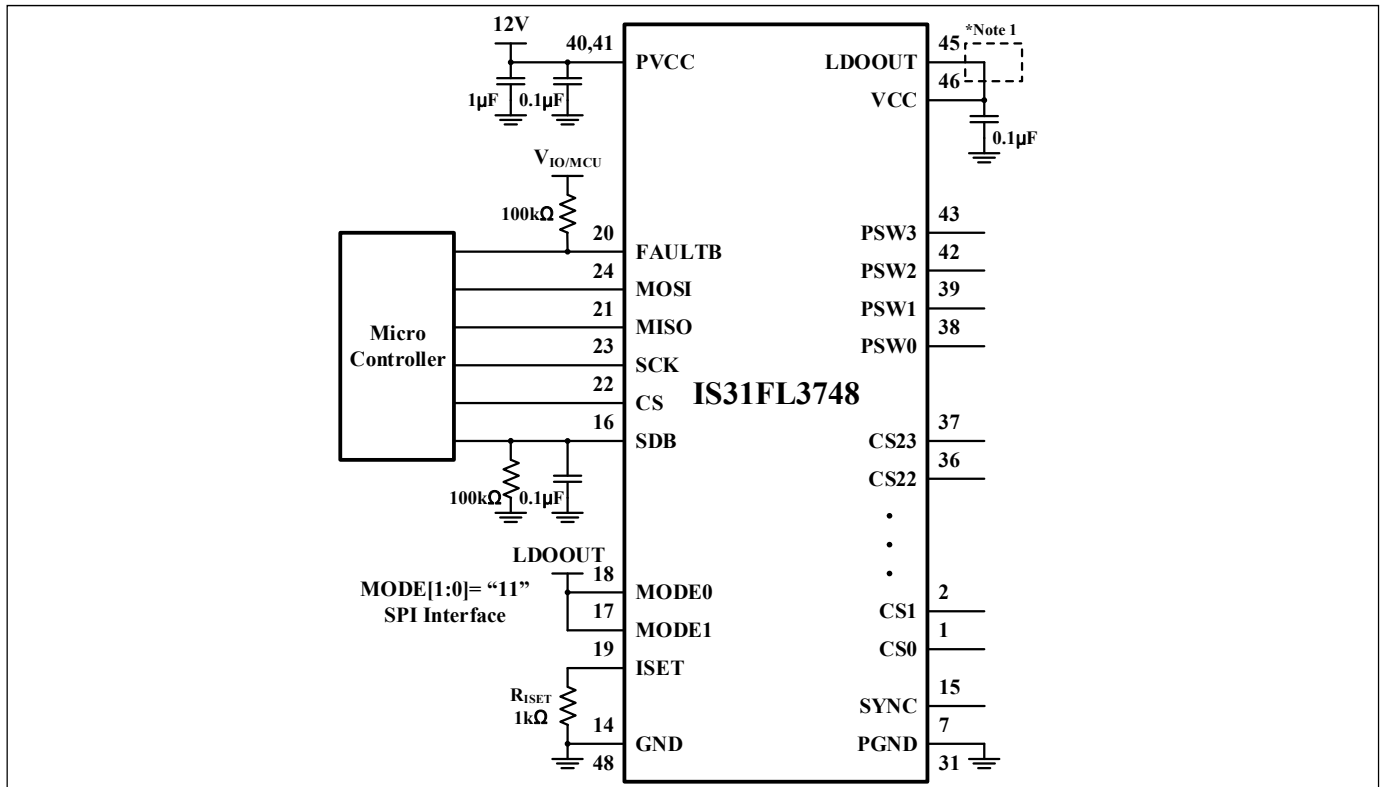 12V
40,41
PVCC
1µF
0.1µF
V_IO/MCU
100kΩ
20
FAULTB
24
MOSI
21
MISO
23
SCK
22
CS
16
SDB
100kΩ
0.1µF
Micro
Controller
LDOOUT
18
MODE0
MODE[1:0]= “11”
SPI Interface
17
MODE1
19
ISET
R_ISET
1kΩ
14
GND
48
IS31FL3748
*Note 1
45
LDOOUT
46
VCC
0.1µF
43
PSW3
42
PSW2
39
PSW1
38
PSW0
37
CS23
36
CS22
2
CS1
1
CS0
15
SYNC
7
PGND
31